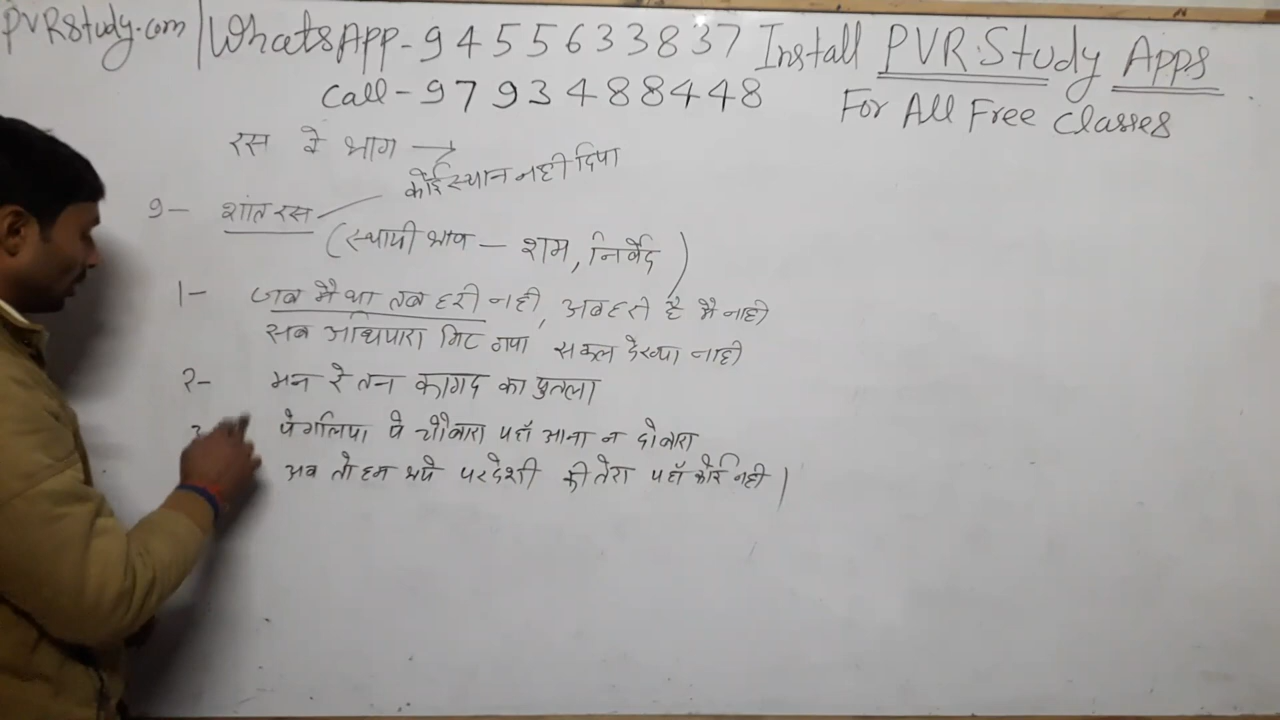 PVRStudy.com | WhatsApp - 9455633837 Install PVR Study Apps
Call - 9793488448 For All Free Classes
रस के भाग →
कोई स्थान नही दिया
9- शांत रस
(स्थायी भाव - शम, निर्वेद)
1- जब मै था तब हरी नही, अब हरी है मै नाही
सब अंधियारा मिट गया सकल देख्या नाही
2- मन रे तन कागद का पुतला
3 ये गलिया ये चौबारा यहाँ आना न दोबारा
अब तो हम भये परदेशी की तेरा यहाँ कोई नही |